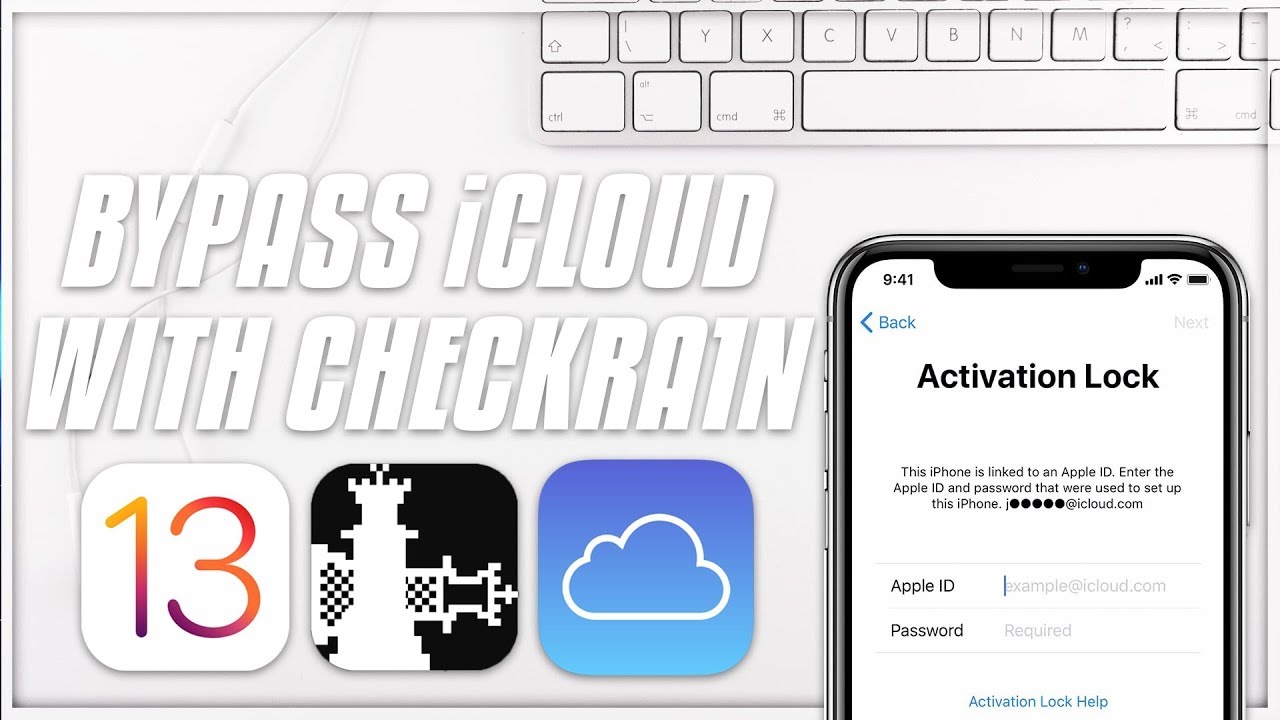 | \
Y
X
C
V
B
N
M
? ,
<
: .
>
ctrl
alt
cmd
cmd
BYPASS iCLOUD
WITH CHECKRA1N
13
9:41
Back
Next
Activation Lock
This iPhone is linked to an Apple ID. Enter the
Apple ID and password that were used to set up
this iPhone. j●●●●●@icloud.com
Apple ID
example@icloud.com
Password
Required
Activation Lock Help